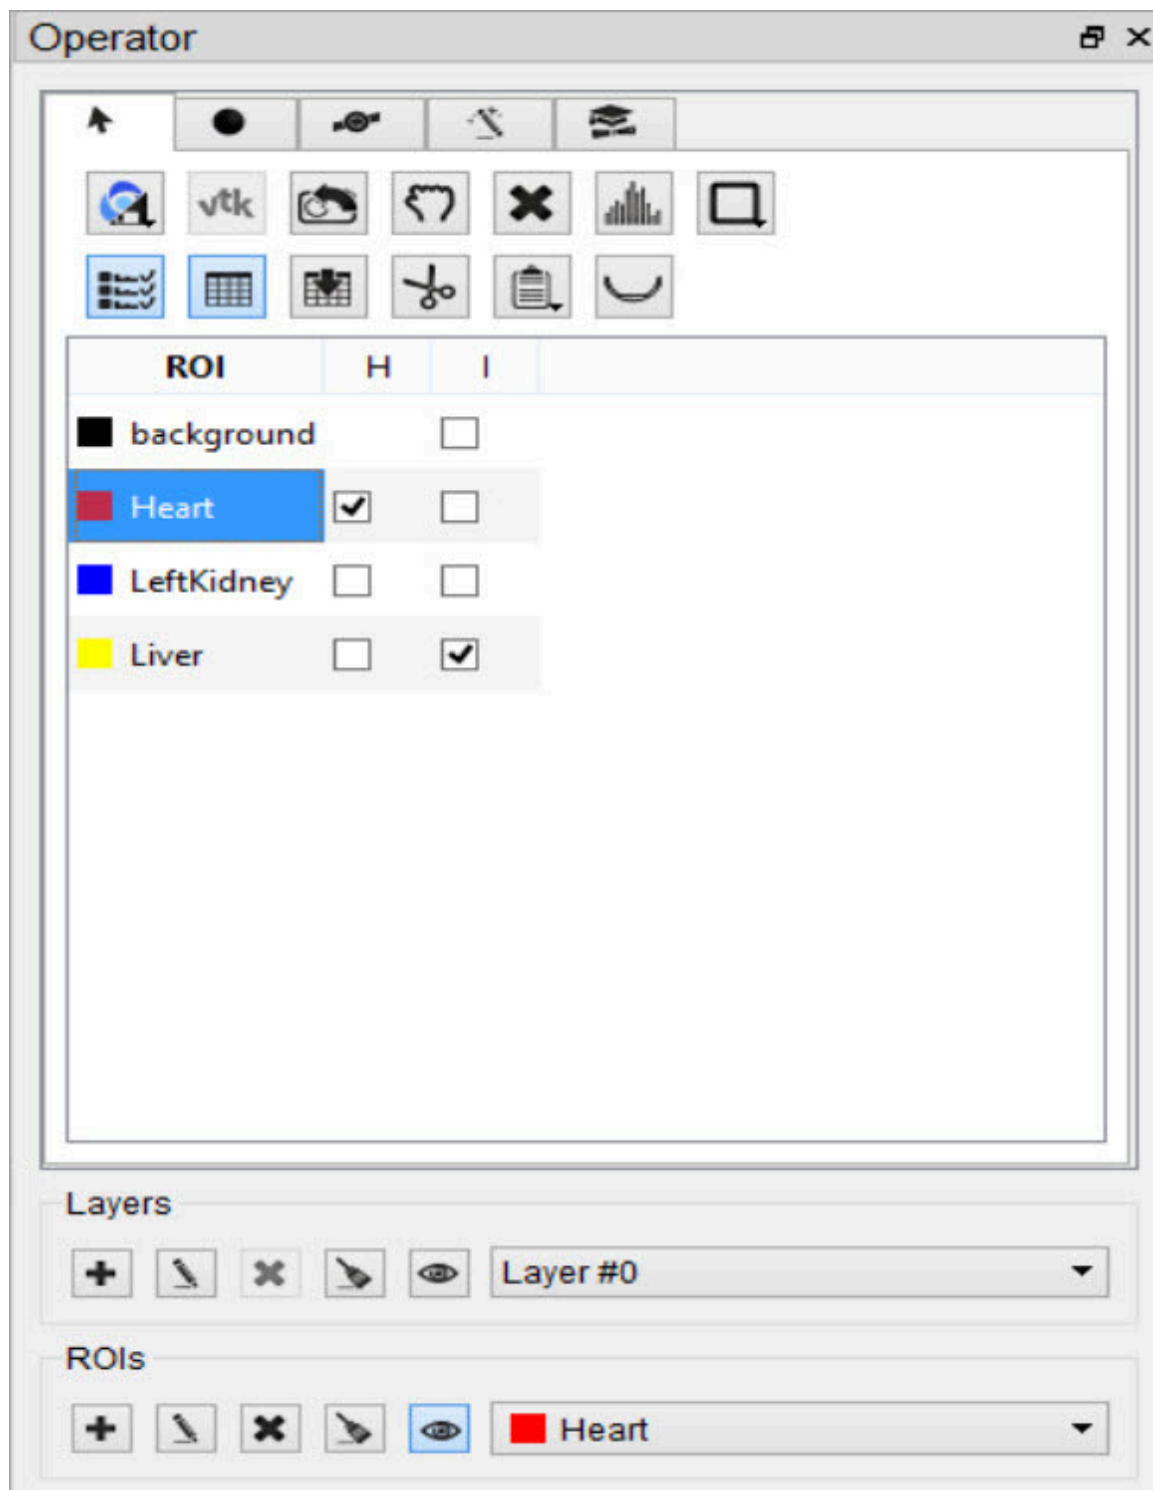 Operator
vtk
ROI H I
background
Heart
LeftKidney
Liver
Layers
Layer #0
ROIs
Heart